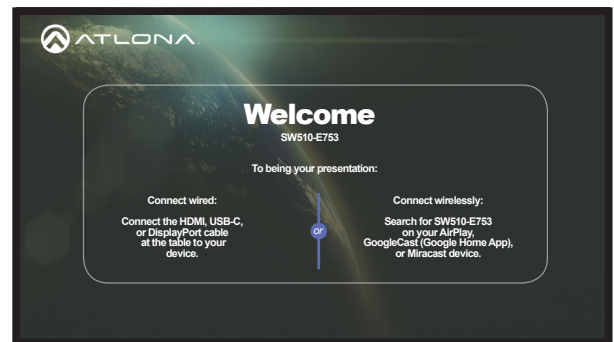 ATLONA.
Welcome
SW510-E753
To being your presentation:
Connect wired:
Connect the HDMI, USB-C,
or DisplayPort cable
at the table to your
device.
or
Connect wirelessly:
Search for SW510-E753
on your AirPlay,
GoogleCast (Google Home App),
or Miracast device.